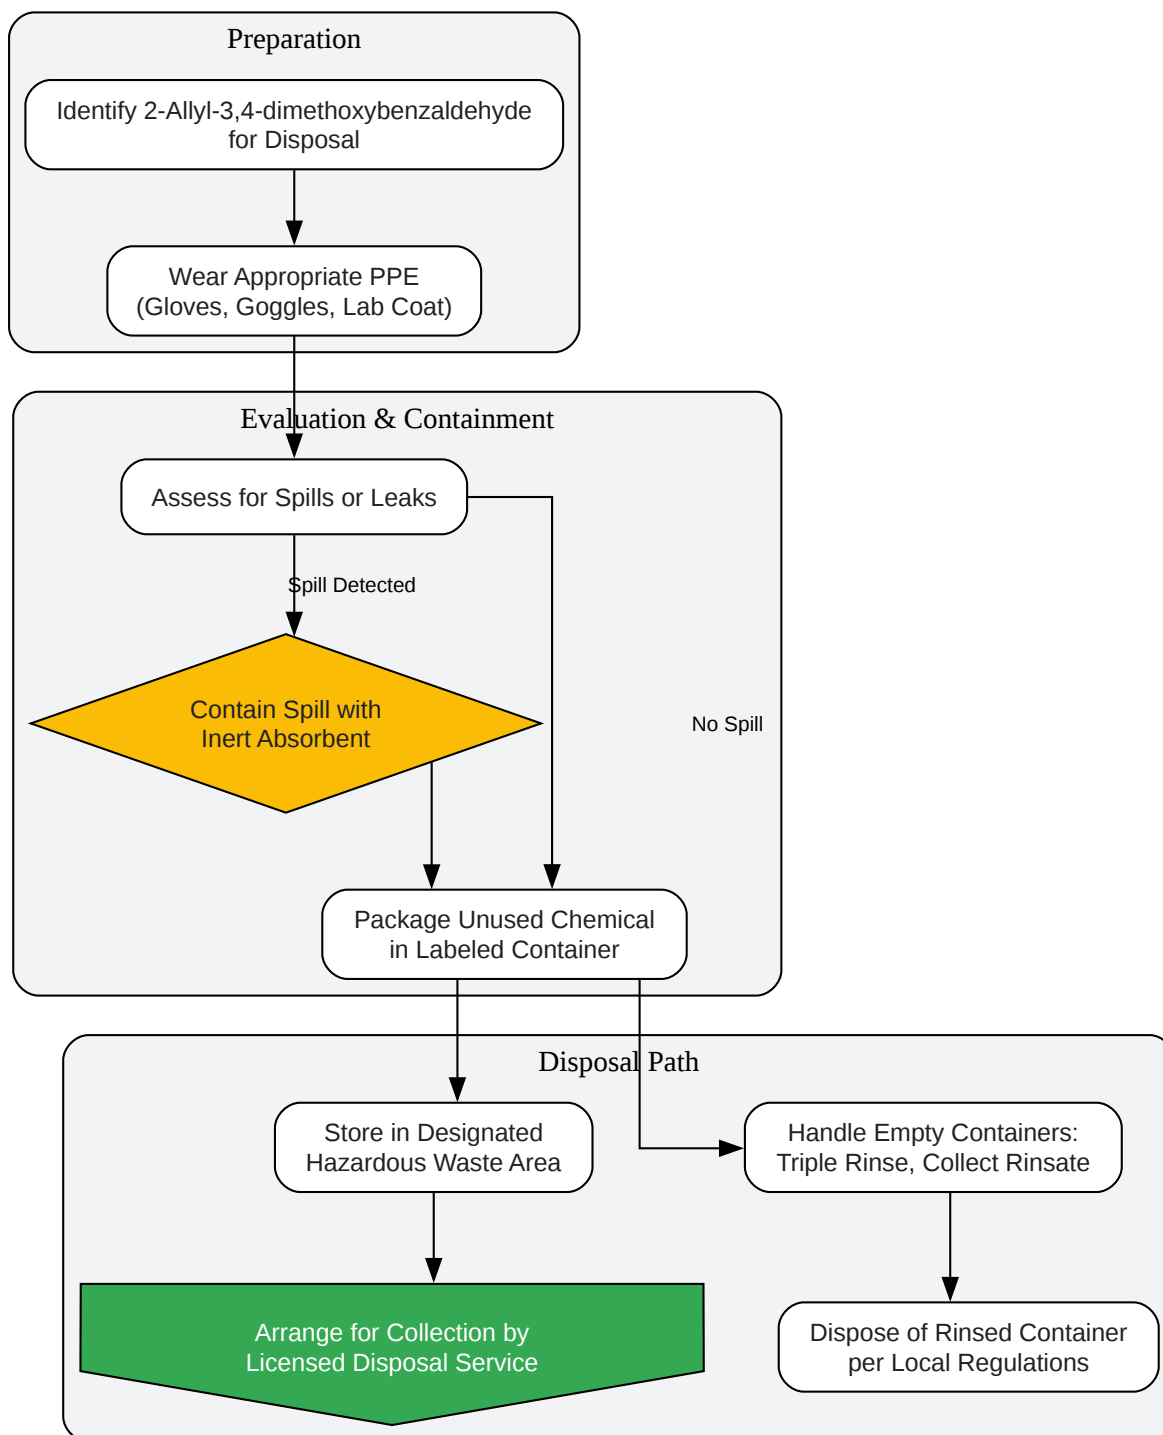 Preparation
Identify 2-Allyl-3,4-dimethoxybenzaldehyde
for Disposal
Wear Appropriate PPE
(Gloves, Goggles, Lab Coat)
Evaluation & Containment
Assess for Spills or Leaks
Spill Detected
Contain Spill with
Inert Absorbent
No Spill
Package Unused Chemical
in Labeled Container
Disposal Path
Store in Designated
Hazardous Waste Area
Handle Empty Containers:
Triple Rinse, Collect Rinsate
Arrange for Collection by
Licensed Disposal Service
Dispose of Rinsed Container
per Local Regulations